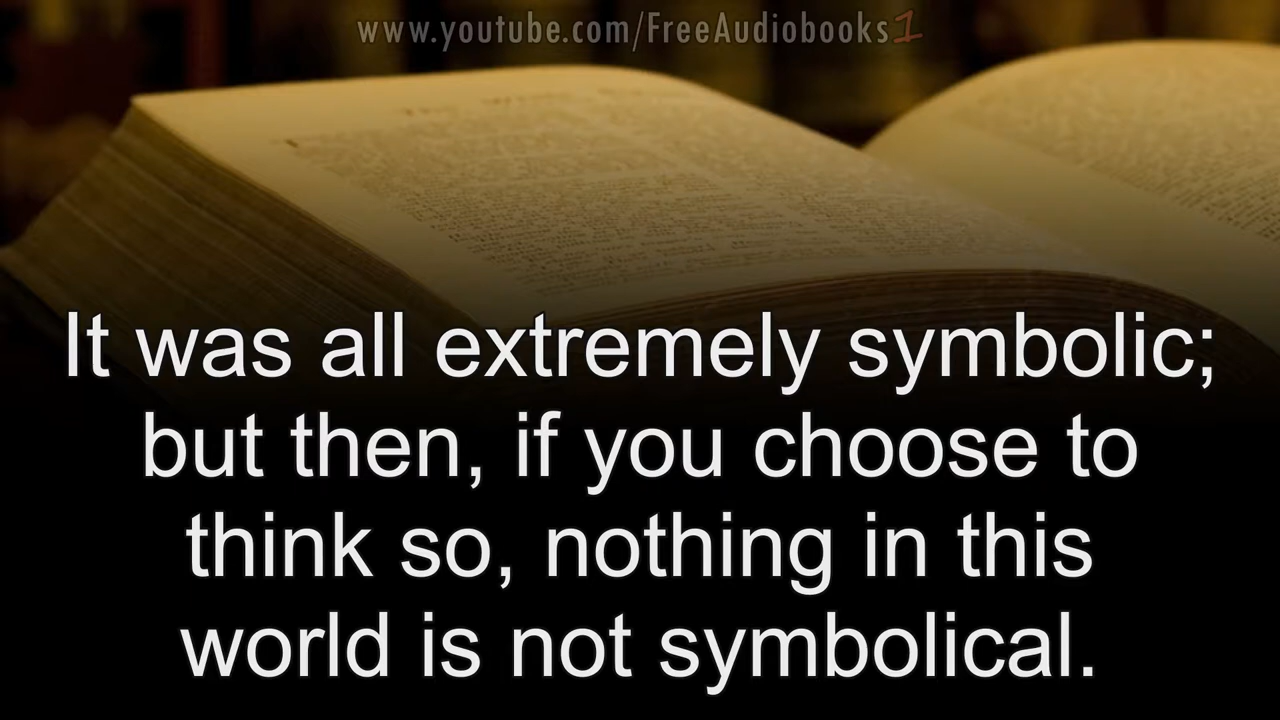 www.youtube.com/FreeAudiobooks1
It was all extremely symbolic;
but then, if you choose to
think so, nothing in this
world is not symbolical.